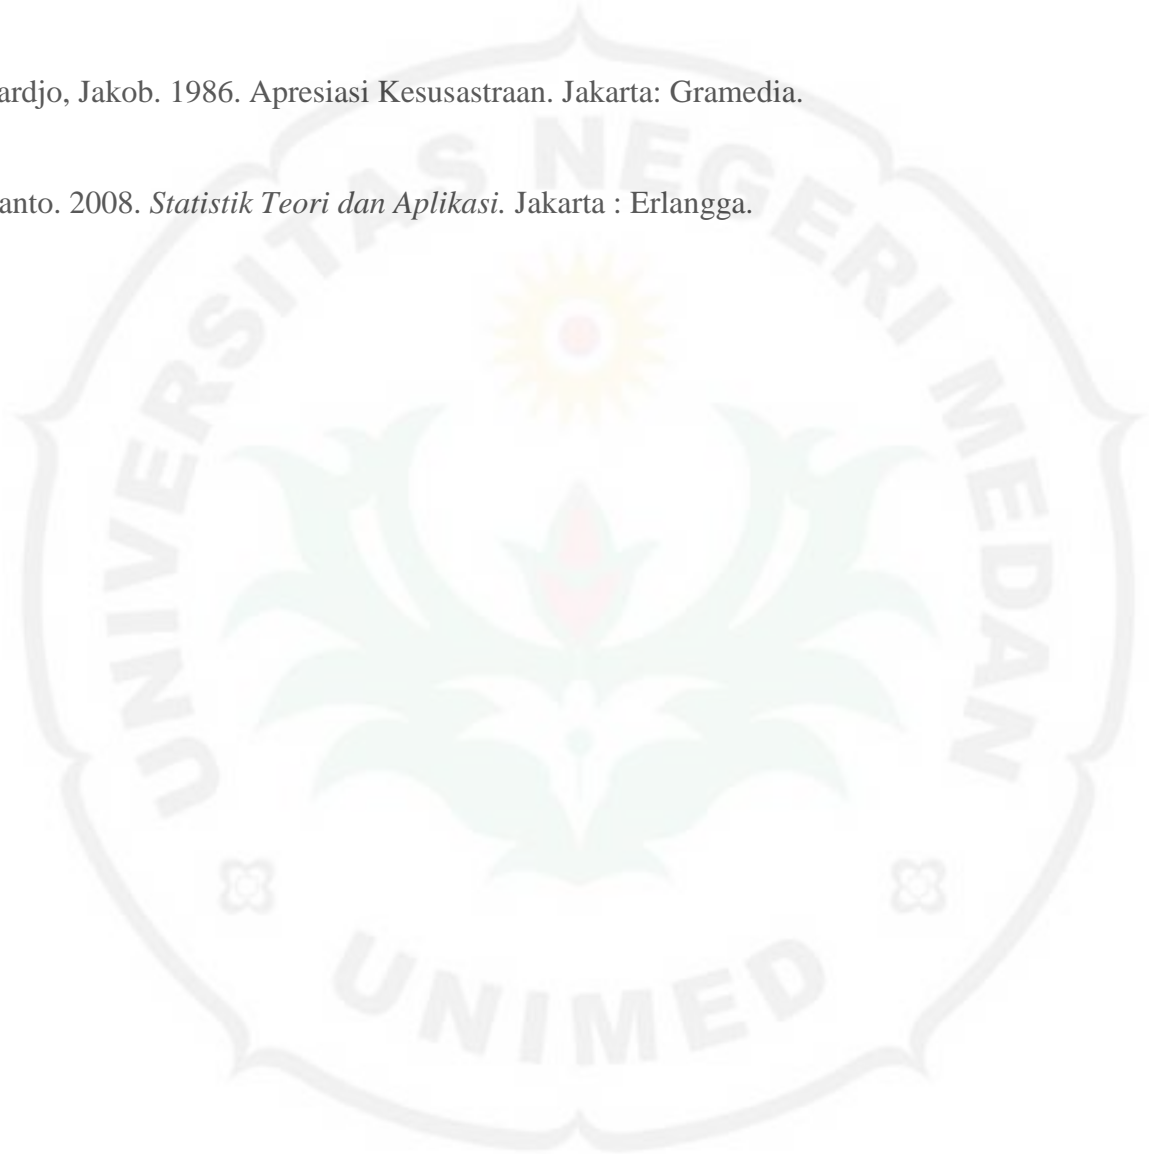 ardjo, Jakob. 1986. Apresiasi Kesusastraan. Jakarta: Gramedia.
anto. 2008. Statistik Teori dan Aplikasi. Jakarta : Erlangga.
UNIVERSITAS NEGERI MEDAN
UNIMED